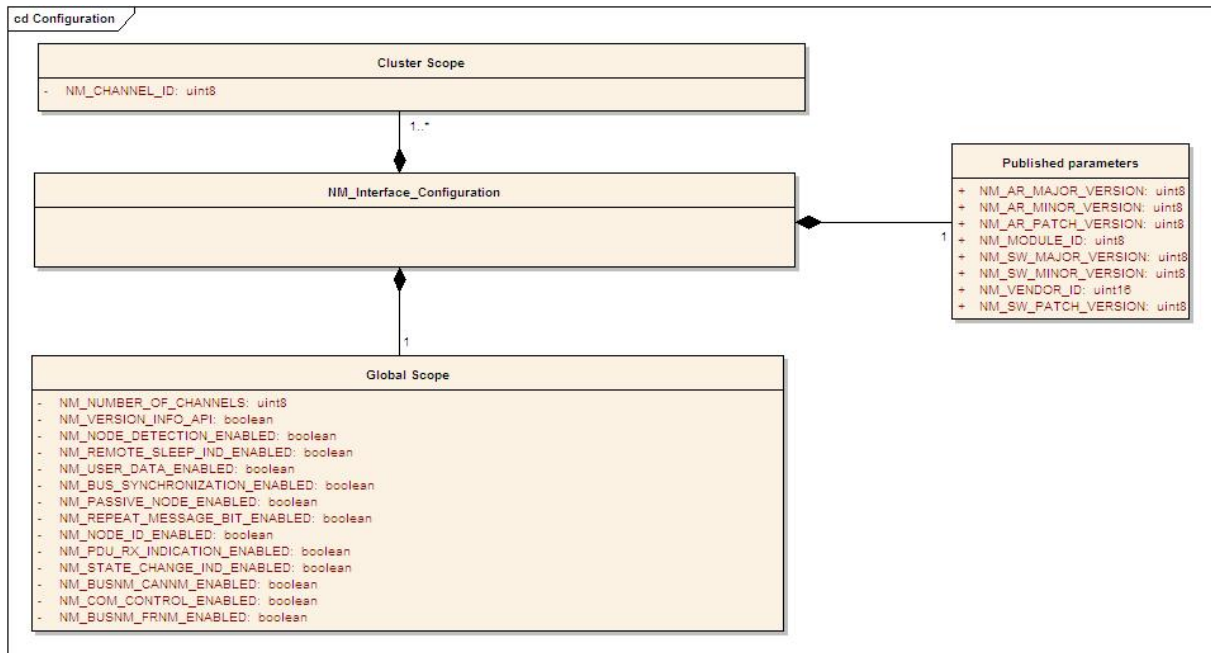 cd Configuration
Cluster Scope
- NM_CHANNEL_ID: uint8
1..*
NM_Interface_Configuration
1
Published parameters
+ NM_AR_MAJOR_VERSION: uint8
+ NM_AR_MINOR_VERSION: uint8
+ NM_AR_PATCH_VERSION: uint8
+ NM_MODULE_ID: uint8
+ NM_SW_MAJOR_VERSION: uint8
+ NM_SW_MINOR_VERSION: uint8
+ NM_VENDOR_ID: uint16
+ NM_SW_PATCH_VERSION: uint8
1
Global Scope
- NM_NUMBER_OF_CHANNELS: uint8
- NM_VERSION_INFO_API: boolean
- NM_NODE_DETECTION_ENABLED: boolean
- NM_REMOTE_SLEEP_IND_ENABLED: boolean
- NM_USER_DATA_ENABLED: boolean
- NM_BUS_SYNCHRONIZATION_ENABLED: boolean
- NM_PASSIVE_NODE_ENABLED: boolean
- NM_REPEAT_MESSAGE_BIT_ENABLED: boolean
- NM_NODE_ID_ENABLED: boolean
- NM_PDU_RX_INDICATION_ENABLED: boolean
- NM_STATE_CHANGE_IND_ENABLED: boolean
- NM_BUSNM_CANNM_ENABLED: boolean
- NM_COM_CONTROL_ENABLED: boolean
- NM_BUSNM_FRNM_ENABLED: boolean